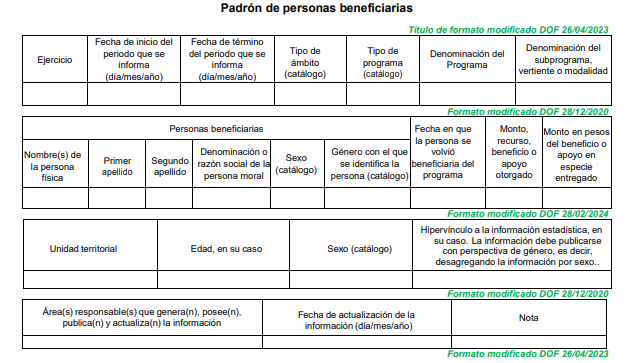 Padrón de personas beneficiarias
Título de formato modificado DOF 26/04/2023
Ejercicio
Fecha de inicio del
periodo que se
informa
(día/mes/año)
Fecha de término
del periodo que se
informa
(día/mes/año)
Tipo de
ámbito
(catálogo)
Tipo de
programa
(catálogo)
Denominación del
Programa
Denominación del
subprograma,
vertiente o modalidad
Formato modificado DOF 28/12/2020
Personas beneficiarias
Nombre(s) de
la persona
física
Primer
apellido
Segundo
apellido
Denominación o
razón social de la
persona moral
Sexo
(catálogo)
Género con el que
se identifica la
persona (catálogo)
Fecha en que
la persona se
volvió
beneficiaria del
programa
Monto,
recurso,
beneficio o
apoyo
otorgado
Monto en pesos
del beneficio o
apoyo en
especie
entregado
Formato modificado DOF 28/02/2024
Unidad territorial
Edad, en su caso
Sexo (catálogo)
Hipervínculo a la información estadística, en
su caso. La información debe publicarse
con perspectiva de género, es decir,
desagregando la información por sexo..
Formato modificado DOF 28/12/2020
Área(s) responsable(s) que genera(n), posee(n),
publica(n) y actualiza(n) la información
Fecha de actualización de la
información (día/mes/año)
Nota
Formato modificado DOF 26/04/2023